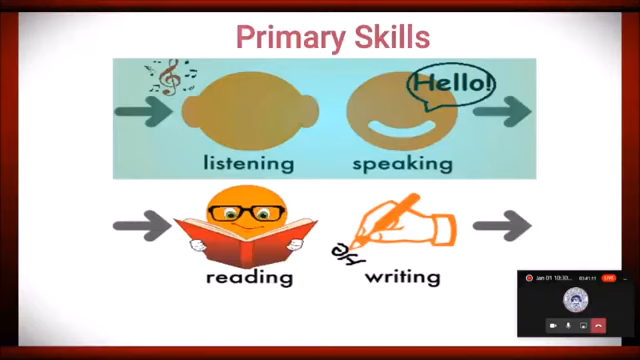 Primary Skills
Hello!
listening
speaking
reading
writing